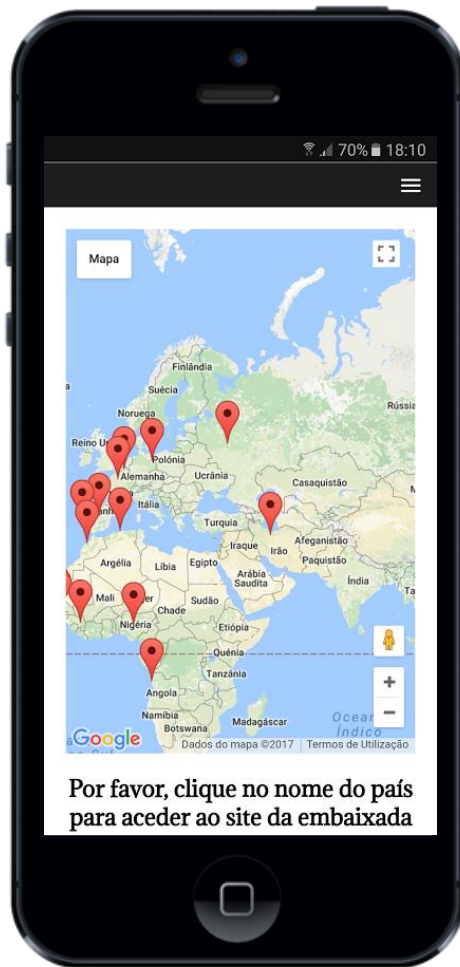 70% 18:10
Mapa
Finlândia
Suécia
Noruega
Rússia
Reino U
Polónia
Alemanha
Ucrânia
Casaquistão
Itália
Turquia
Afeganistão
Iraque
Irão
Argélia
Líbia
Egipto
Paquistão
Arábia
Saudita
Índia
Mali
Chade
Sudão
Nigéria
Etiópia
Quénia
Tanzânia
Angola
Namíbia
Botswana
Madagáscar
Índico
Google
Dados do mapa ©2017 Termos de Utilização
Por favor, clique no nome do país
para aceder ao site da embaixada